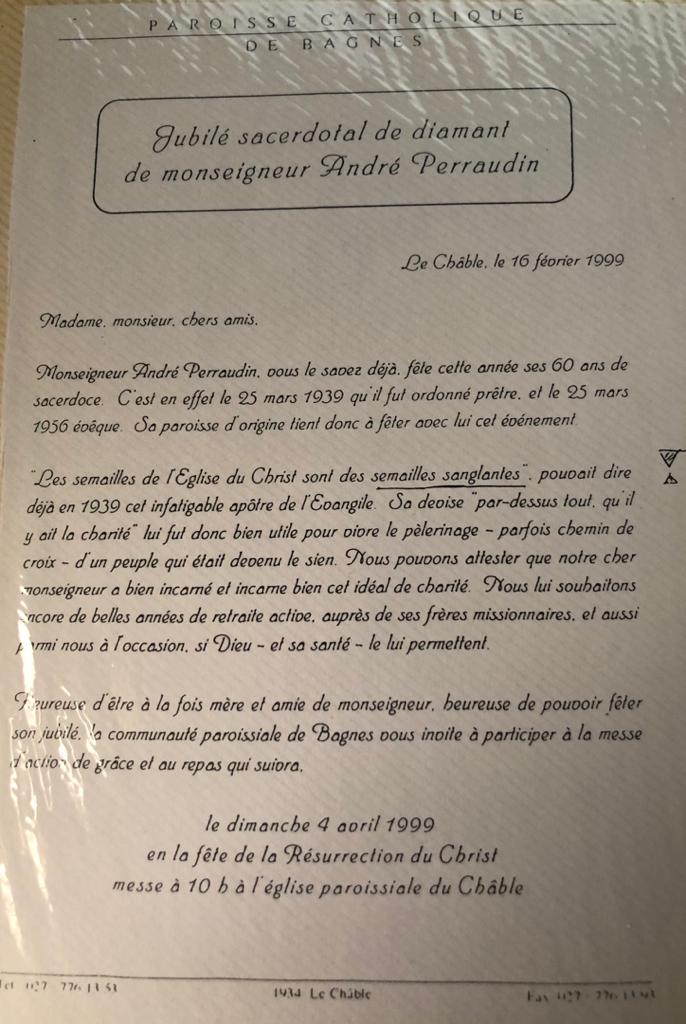 PAROISSE CATHOLIQUE
DE BAGNES
Jubilé sacerdotal de diamant
de monseigneur André Perraudin
Le Châble, le 16 février 1999
Madame, monsieur, chers amis,
Monseigneur André Perraudin, vous le savez déjà, fête cette année ses 60 ans de
sacerdoce. C'est en effet le 25 mars 1939 qu'il fut ordonné prêtre, et le 25 mars
1956 évêque. Sa paroisse d'origine tient donc à fêter avec lui cet événement.
"Les semailles de l'Eglise du Christ sont des semailles sanglantes", pouvait dire
déjà en 1939 cet infatigable apôtre de l'Evangile. Sa devise "par-dessus tout, qu'il
y ait la charité" lui fut donc bien utile pour vivre le pèlerinage - parfois chemin de
croix - d'un peuple qui était devenu le sien. Nous pouvons attester que notre cher
monseigneur a bien incarné et incarne bien cet idéal de charité. Nous lui souhaitons
encore de belles années de retraite active, auprès de ses frères missionnaires, et aussi
parmi nous à l'occasion, si Dieu - et sa santé - le lui permettent.
Heureuse d'être à la fois mère et amie de monseigneur, heureuse de pouvoir fêter
son jubilé, la communauté paroissiale de Bagnes vous invite à participer à la messe
d'action de grâce et au repas qui suivra,
le dimanche 4 avril 1999
en la fête de la Résurrection du Christ
messe à 10 h à l'église paroissiale du Châble
1934 Le Châble